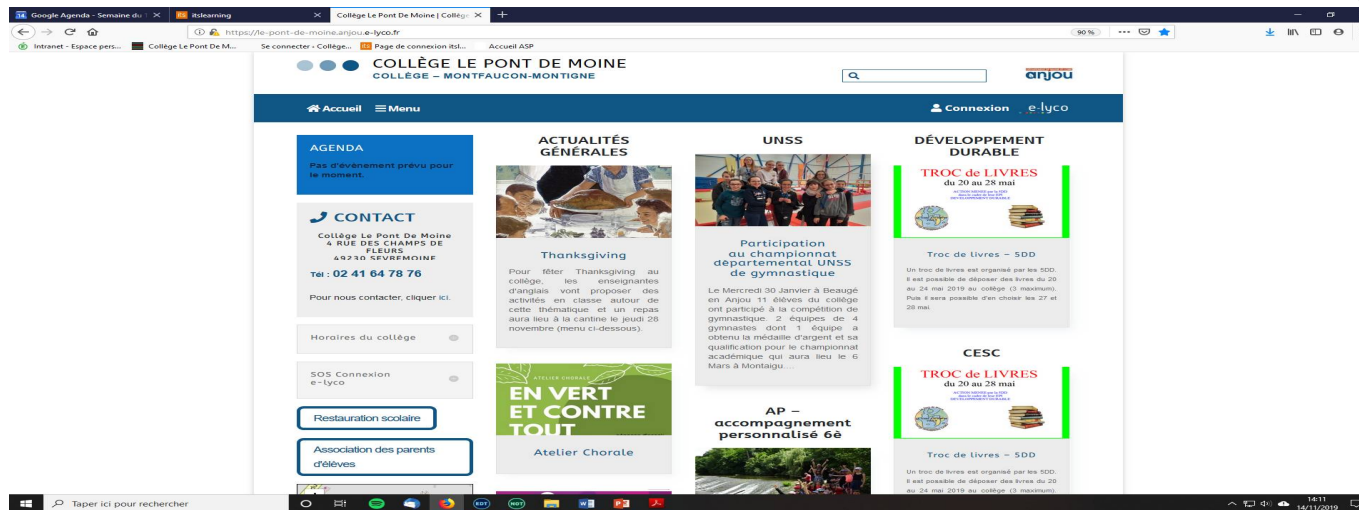 Google Agenda - Semaine du
itslearning
Collège Le Pont De Moine | Collèg
https://le-pont-de-moine.anjou.e-lyco.fr
90 %
Intranet - Espace pers...
Collège Le Pont De M...
Se connecter ‹ Collège...
Page de connexion itsl...
Accueil ASP
COLLÈGE LE PONT DE MOINE
COLLÈGE – MONTFAUCON-MONTIGNE
anjou
Accueil
Menu
Connexion
e-lyco
AGENDA
Pas d'évènement prévu pour
le moment.
CONTACT
Collège Le Pont De Moine
4 RUE DES CHAMPS DE
FLEURS
49230 SEVREMOINE
Tél : 02 41 64 78 76
Pour nous contacter, cliquer ici.
Horaires du collège
SOS Connexion
e-lyco
Restauration scolaire
Association des parents
d'élèves
ACTUALITÉS
GÉNÉRALES
Thanksgiving
Pour fêter Thanksgiving au
collège, les enseignantes
d'anglais vont proposer des
activités en classe autour de
cette thématique et un repas
aura lieu à la cantine le jeudi 28
novembre (menu ci-dessous).
ATELIER CHORALE
EN VERT
ET CONTRE
TOUT
Atelier Chorale
UNSS
Participation
au championnat
départemental UNSS
de gymnastique
Le Mercredi 30 Janvier à Beaugé
en Anjou 11 élèves du collège
ont participé à la compétition de
gymnastique. 2 équipes de 4
gymnastes dont 1 équipe a
obtenu la médaille d'argent et sa
qualification pour le championnat
académique qui aura lieu le 6
Mars à Montaigu....
AP –
accompagnement
personnalisé 6è
DÉVELOPPEMENT
DURABLE
TROC de LIVRES
du 20 au 28 mai
Troc de livres – 5DD
Un troc de livres est organisé par les 5DD.
Il est possible de déposer des livres du 20
au 24 mai 2019 au collège (3 maximum).
Puis il sera possible d'en choisir les 27 et
28 mai.
CESC
TROC de LIVRES
du 20 au 28 mai
Troc de livres – 5DD
Un troc de livres est organisé par les 5DD.
Il est possible de déposer des livres du 20
au 24 mai 2019 au collège (3 maximum).
Taper ici pour rechercher
EDT
NOT
14:11
14/11/2019